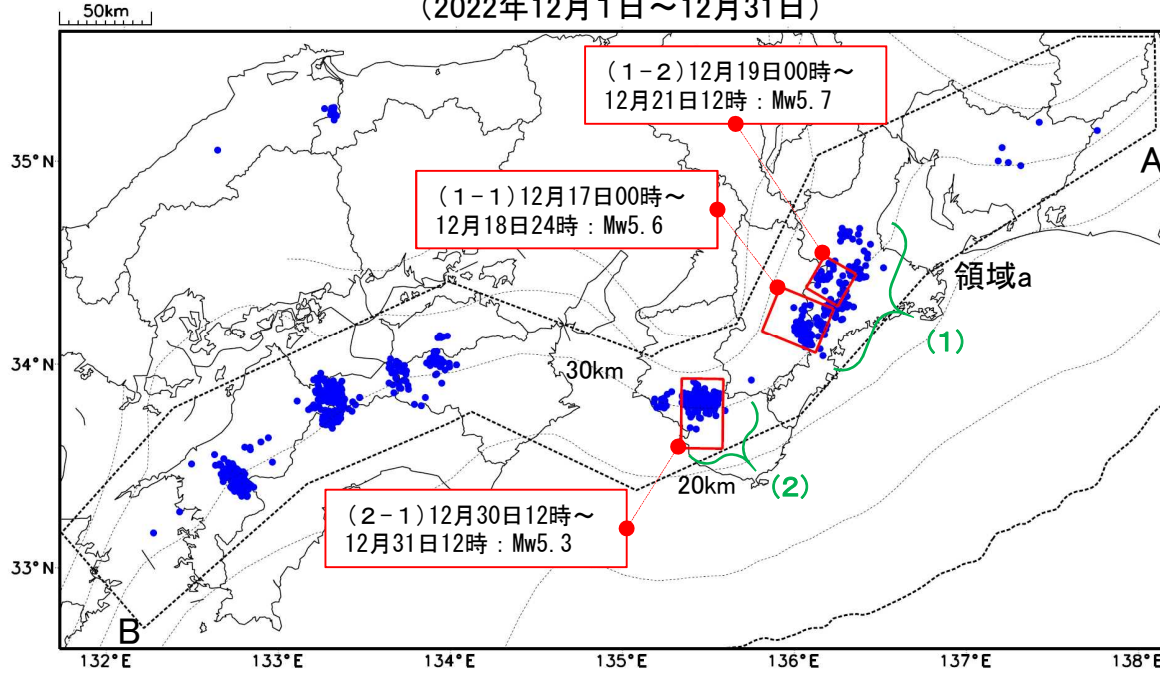 (2022年12月1日～12月31日)
50km
(1-2)12月19日00時～
12月21日12時：Mw5.7
35°N
A
(1-1)12月17日00時～
12月18日24時：Mw5.6
領域a
(1)
34°N
30km
20km
(2)
(2-1)12月30日12時～
12月31日12時：Mw5.3
33°N
B
132°E
133°E
134°E
135°E
136°E
137°E
138°E